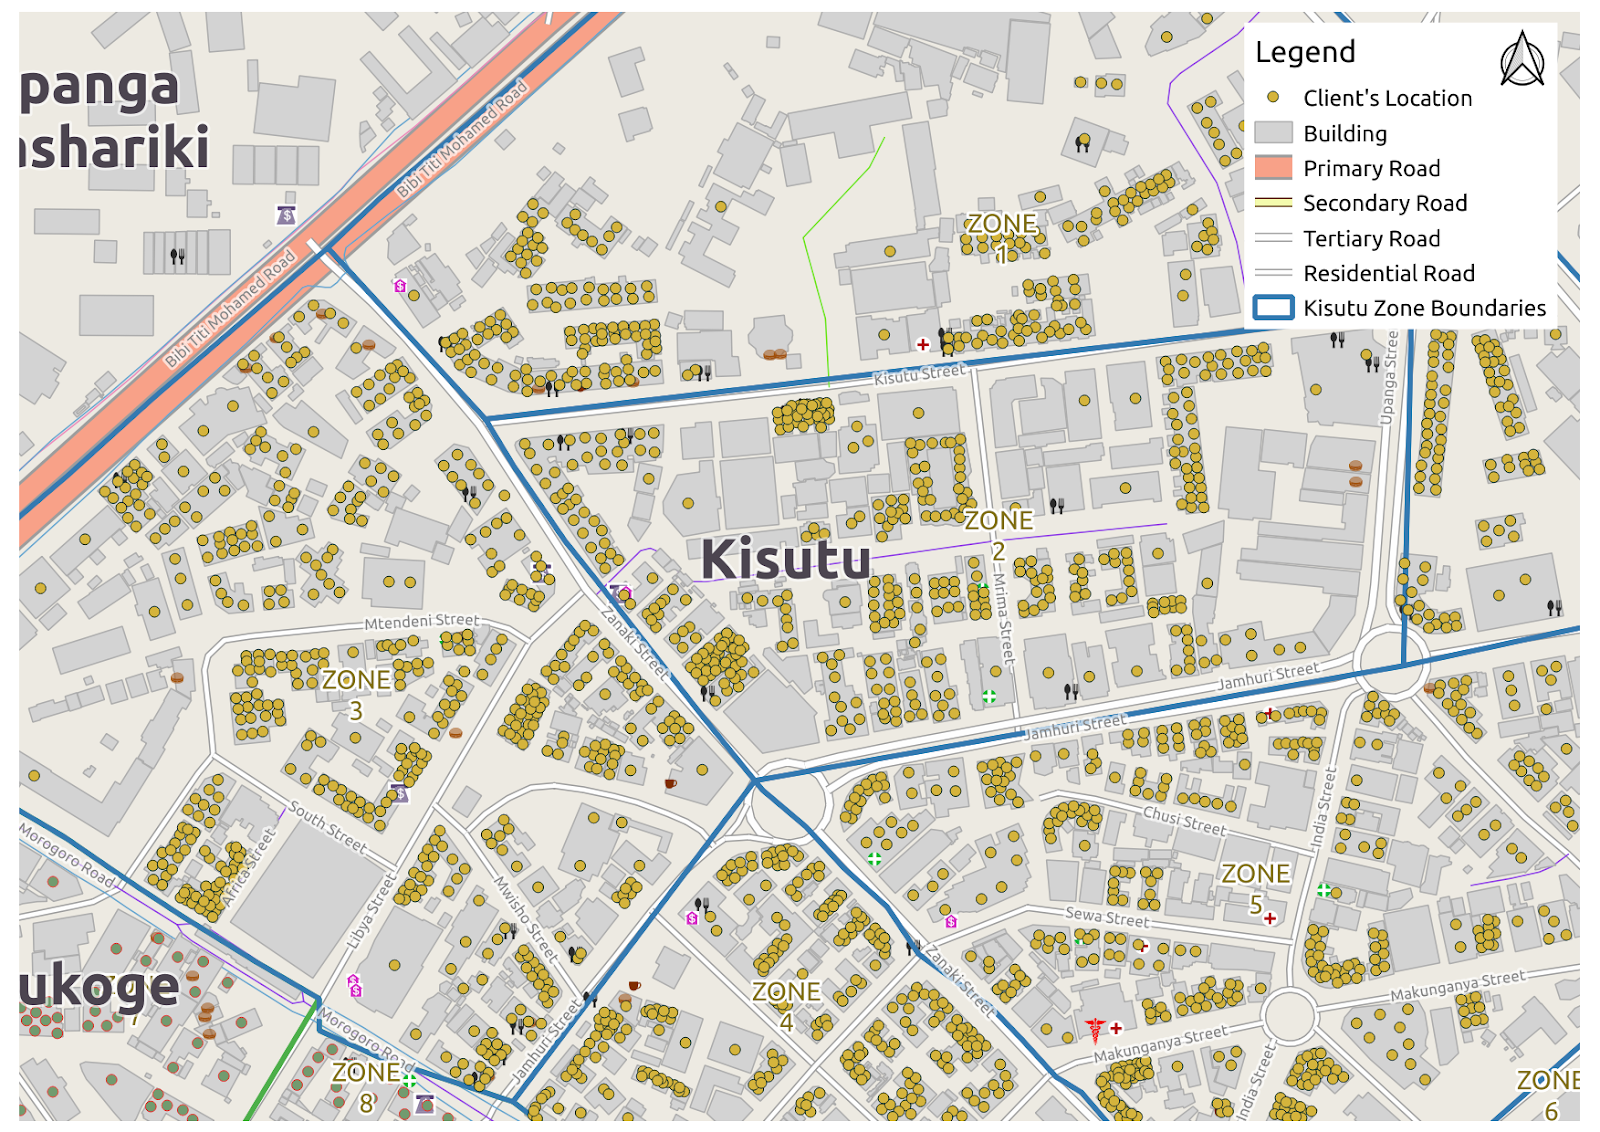 panga
ashariki
Legend
Client's Location
Building
Primary Road
Secondary Road
Tertiary Road
Residential Road
Kisutu Zone Boundaries
Bibi Titi Mohamed Road
Bibi Titi Mohamed Road
ZONE
1
Kisutu Street
Upanga Stree
ZONE
2
Kisutu
Mrima Street
Mtendeni Street
Zanaki Street
ZONE
3
Jamhuri Street
Jamhuri Street
South Street
Morogoro Road
Africa Street
Libya Street
Mwisho Street
Chusi Street
India Street
ZONE
5
Sewa Street
Zanaki Street
ukoge
7
ZONE
4
Makunganya Street
Makunganya Street
Morogoro Road
Jamhuri Street
ZONE
8
India Street
ZONE
6